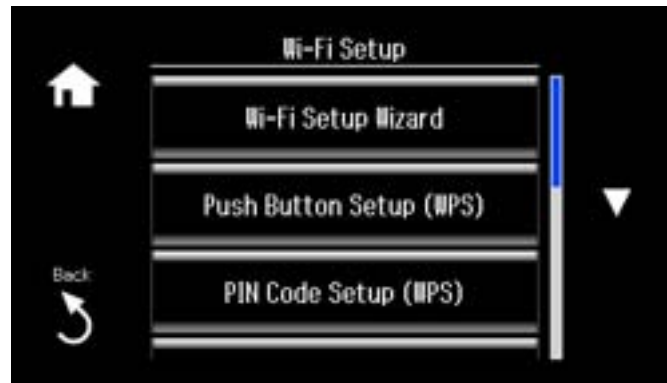 Wi-Fi Setup
Wi-Fi Setup Wizard
Push Button Setup (WPS)
Back
PIN Code Setup (WPS)